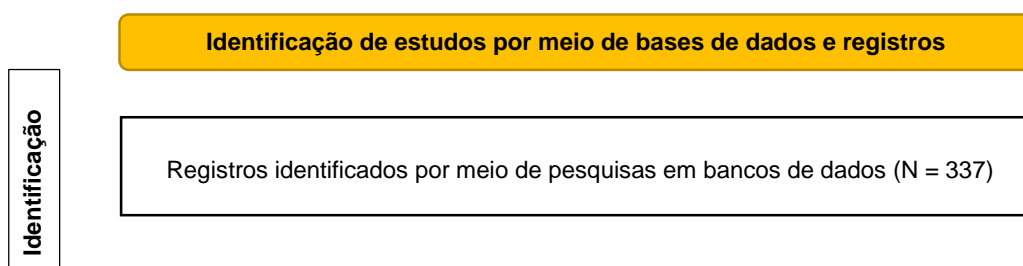 Identificação de estudos por meio de bases de dados e registros
Identificação
Registros identificados por meio de pesquisas em bancos de dados (N = 337)